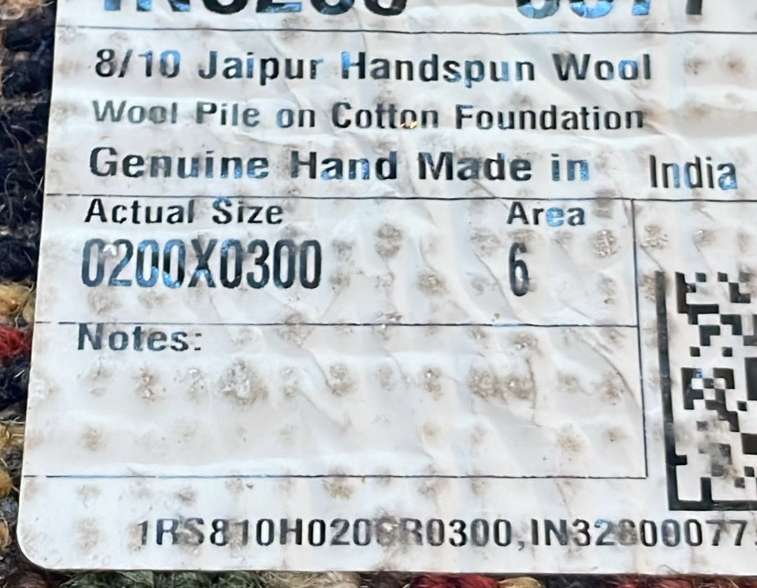 8/10 Jaipur Handspun Wool
Wool Pile on Cotton Foundation
Genuine Hand Made in India
Actual Size Area
0200X0300 6
Notes: